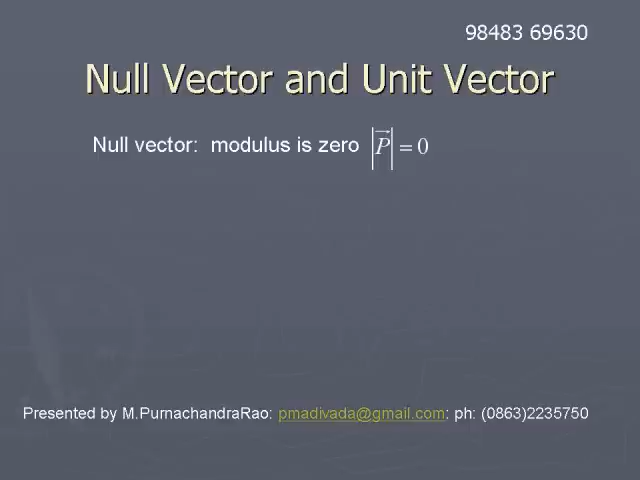 98483 69630
Null Vector and Unit Vector
Null vector: modulus is zero |P⃗| = 0
Presented by M.PurnachandraRao: pmadivada@gmail.com: ph: (0863)2235750